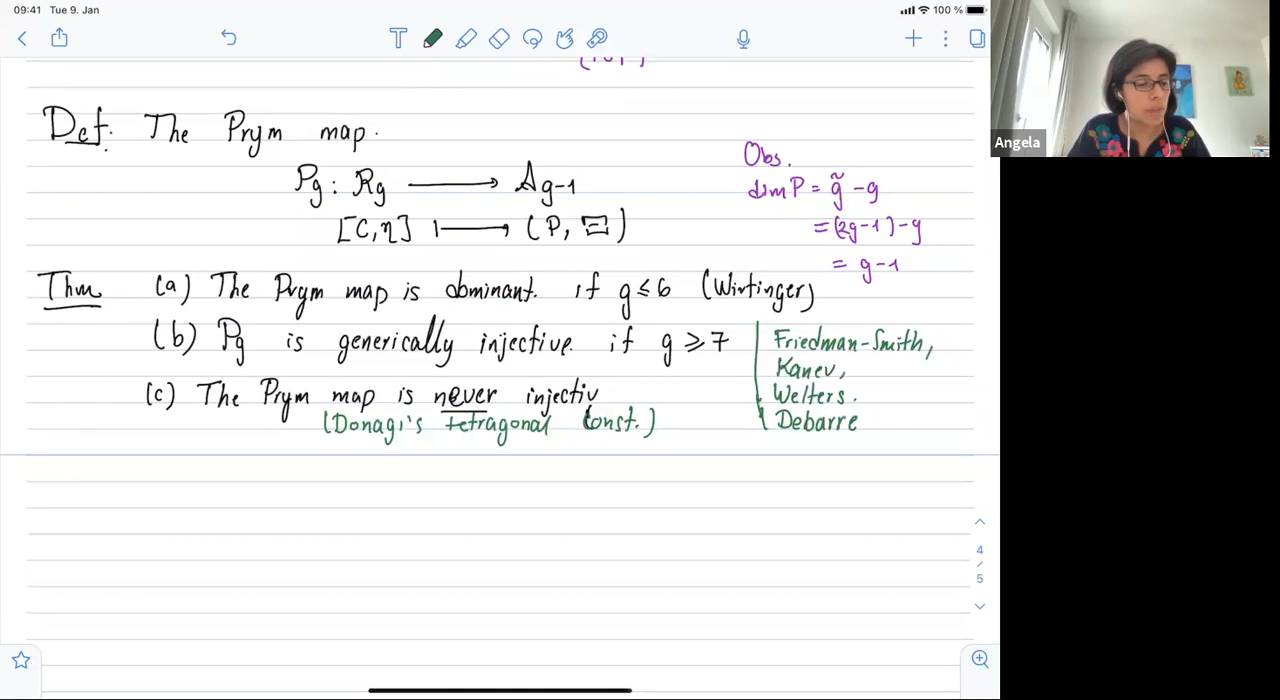 09:41 Tue 9. Jan
100 %
Def: The Prym map.
Pg : Rg ⟶ Ag-1
[C, η] ⟼ (P, Ξ)
Obs.
dim P = g̃ - g
= (2g-1) - g
= g-1
Thm (a) The Prym map is dominant. if g ≤ 6 (Wirtinger)
(b) Pg is generically injective if g ⩾ 7
Friedman-Smith,
Kanev,
Welters.
Debarre
(c) The Prym map is never injectiv
(Donagi's tetragonal Const.)
Angela
4
/
5